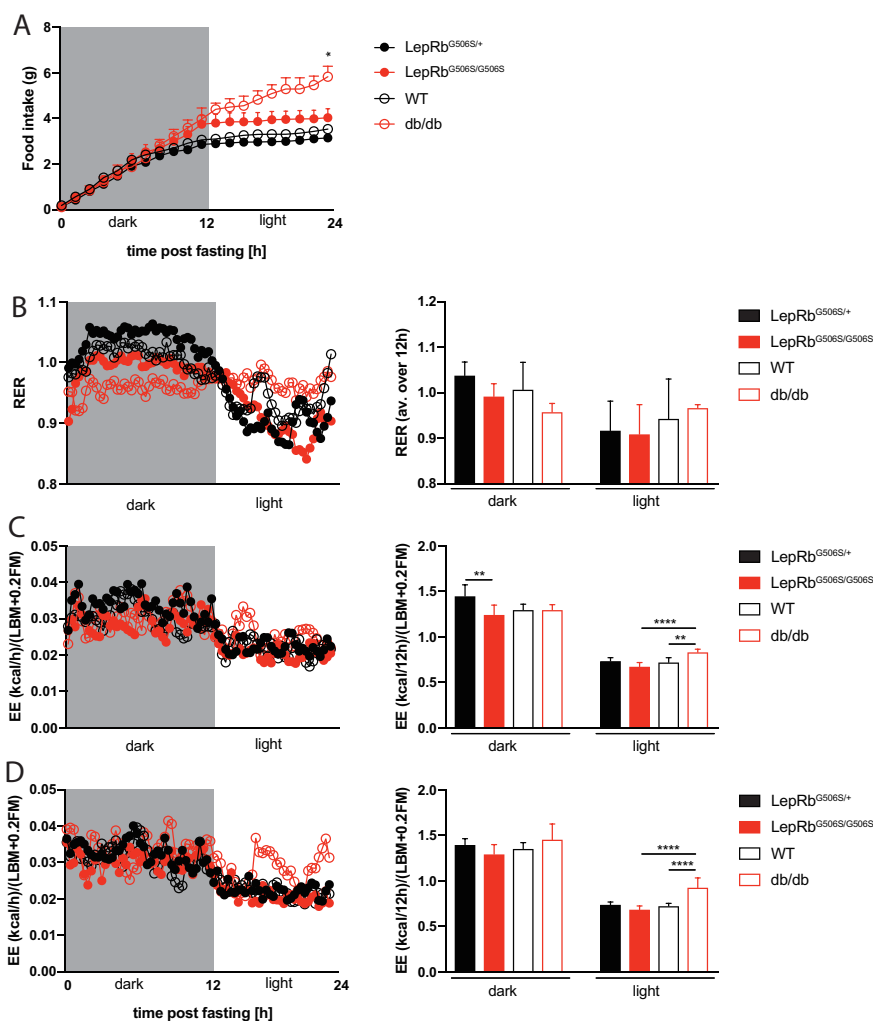 A
Food intake (g)
8
6
4
2
0
*
dark
light
0
12
24
time post fasting [h]
LepRbG506S/+
LepRbG506S/G506S
WT
db/db
B
RER
1.1
1.0
0.9
0.8
dark
light
RER (av. over 12h)
1.2
1.1
1.0
0.9
0.8
dark
light
LepRbG506S/+
LepRbG506S/G506S
WT
db/db
C
EE (kcal/h)/(LBM+0.2FM)
0.05
0.04
0.03
0.02
0.01
0.00
dark
light
EE (kcal/12h)/(LBM+0.2FM)
2.0
1.5
1.0
0.5
0.0
**
****
**
dark
light
LepRbG506S/+
LepRbG506S/G506S
WT
db/db
D
EE (kcal/h)/(LBM+0.2FM)
0.05
0.04
0.03
0.02
0.01
0.00
dark
light
0
12
24
time post fasting [h]
EE (kcal/12h)/(LBM+0.2FM)
2.0
1.5
1.0
0.5
0.0
****
****
dark
light
LepRbG506S/+
LepRbG506S/G506S
WT
db/db